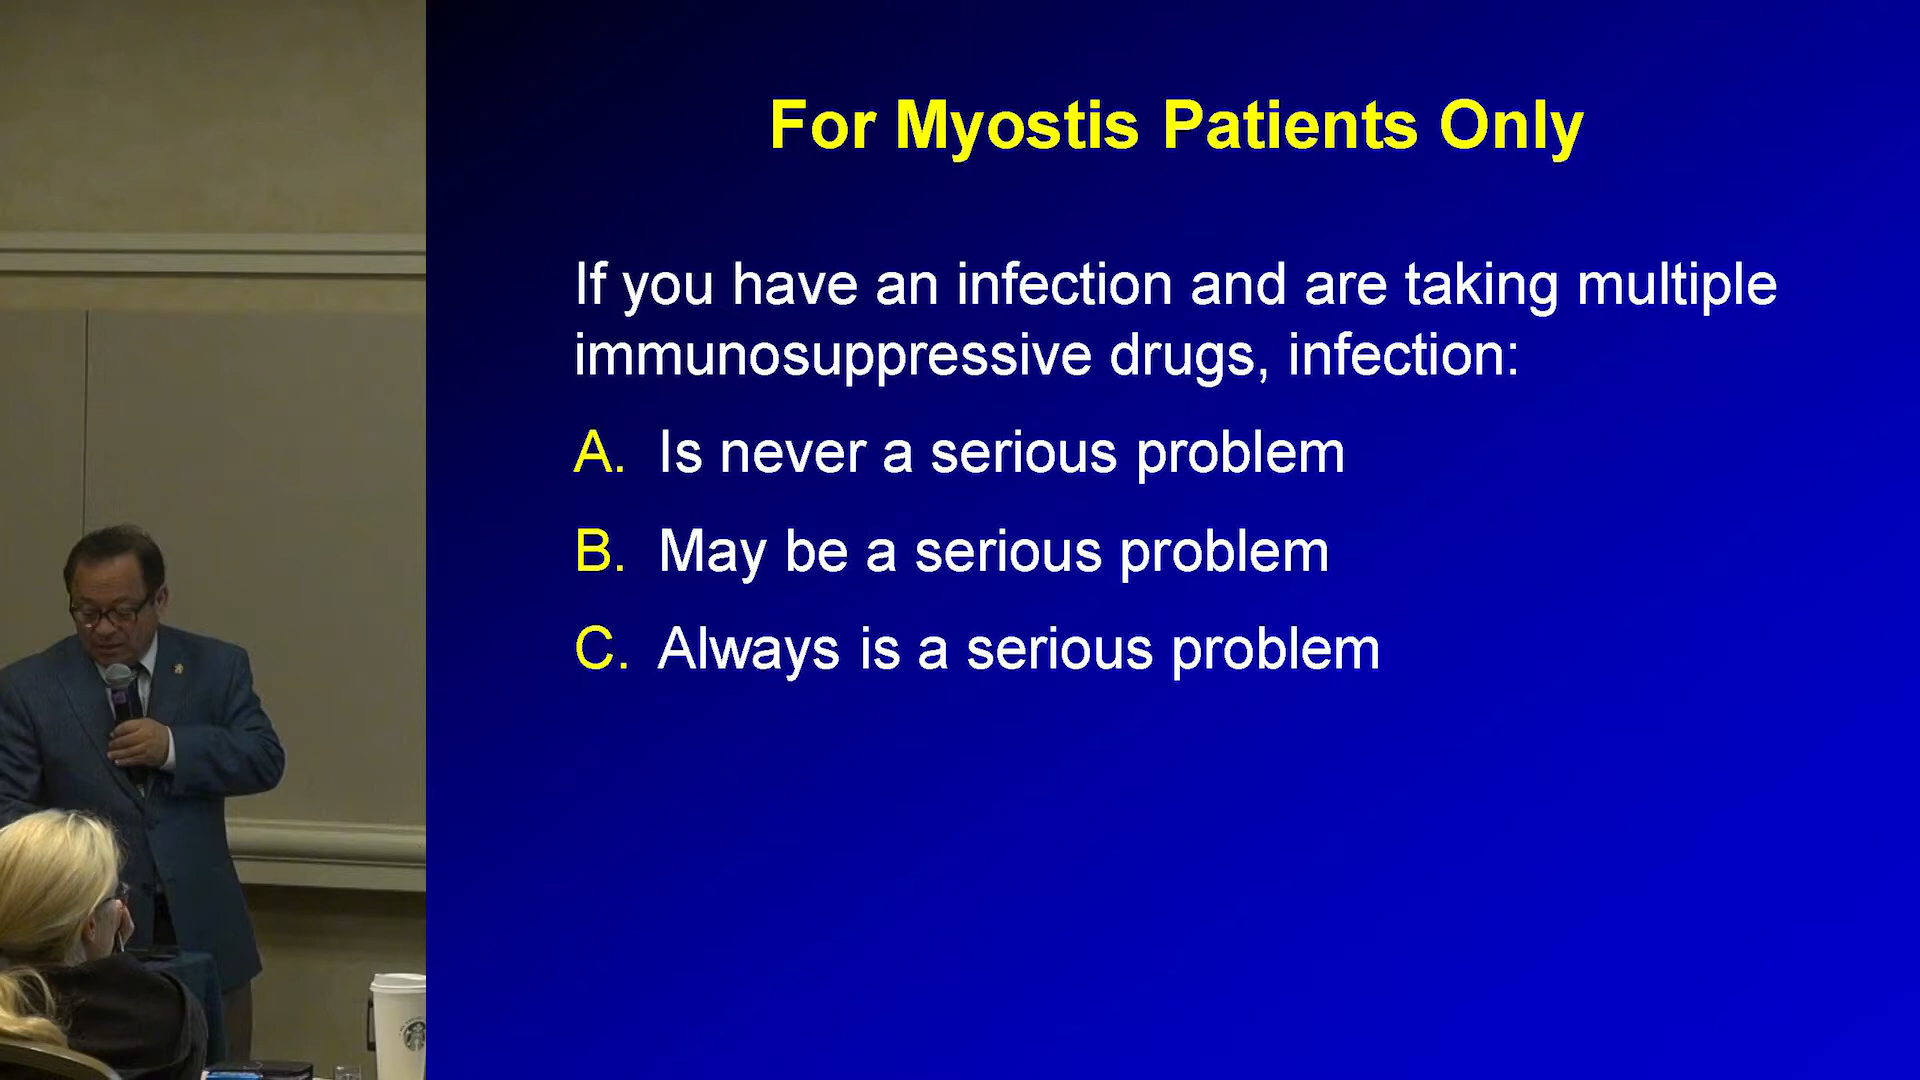 For Myostis Patients Only
If you have an infection and are taking multiple
immunosuppressive drugs, infection:
A. Is never a serious problem
B. May be a serious problem
C. Always is a serious problem